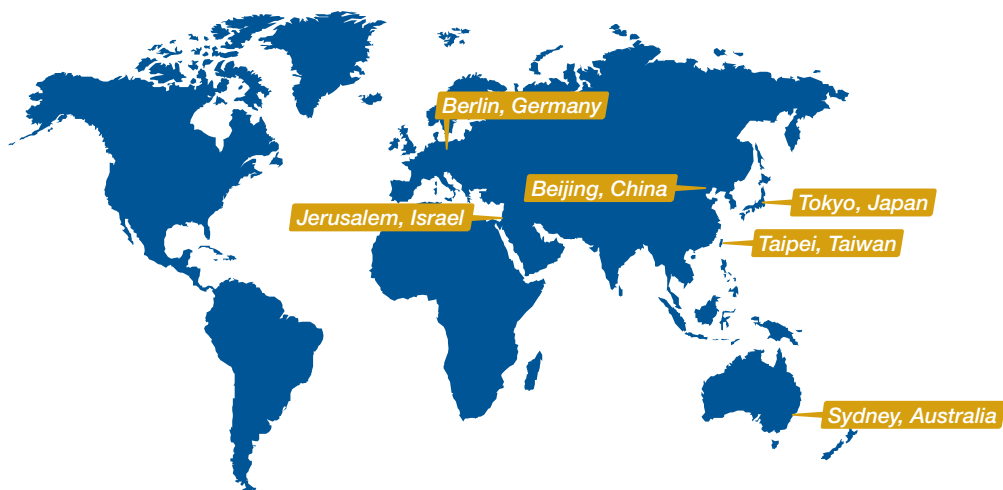 Berlin, Germany
Beijing, China
Tokyo, Japan
Jerusalem, Israel
Taipei, Taiwan
Sydney, Australia